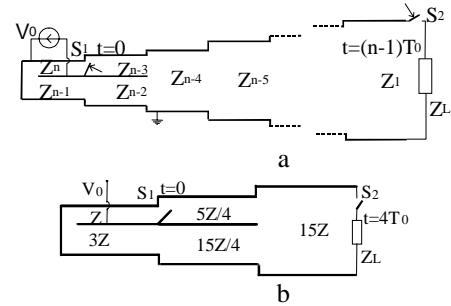 V0 S1 t=0 S2
Zn Zn-3 Zn-4 Zn-5 t=(n-1)T0 Z1
Zn-1 Zn-2 ZL
a
V0 S1 t=0 S2
Z 5Z/4 15Z t=4T0
3Z 15Z/4 ZL
b